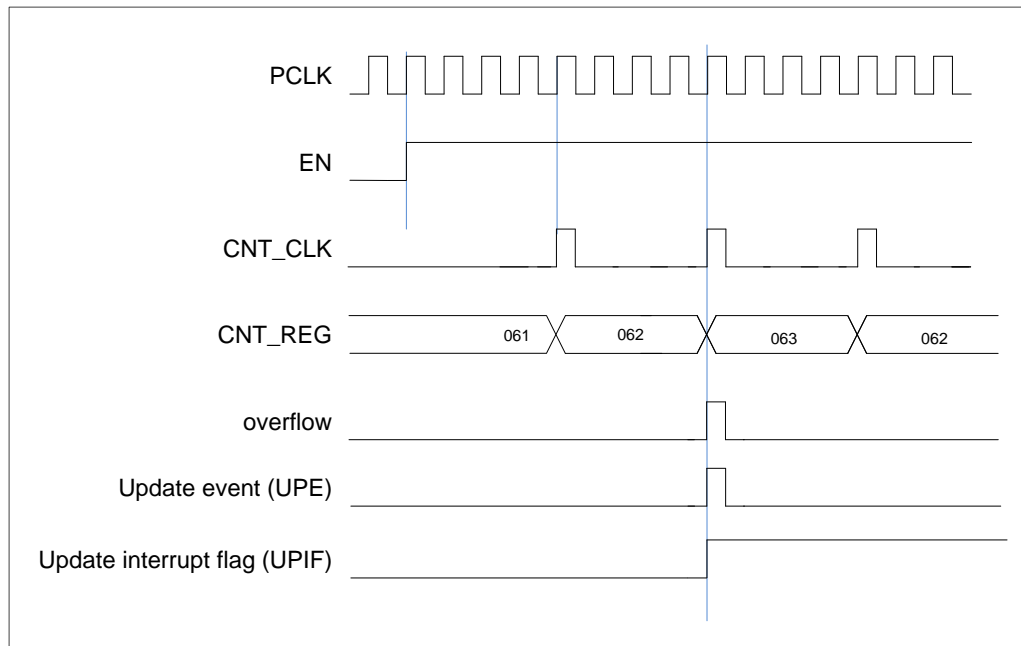 PCLK
EN
CNT_CLK
CNT_REG
061
062
063
062
overflow
Update event (UPE)
Update interrupt flag (UPIF)